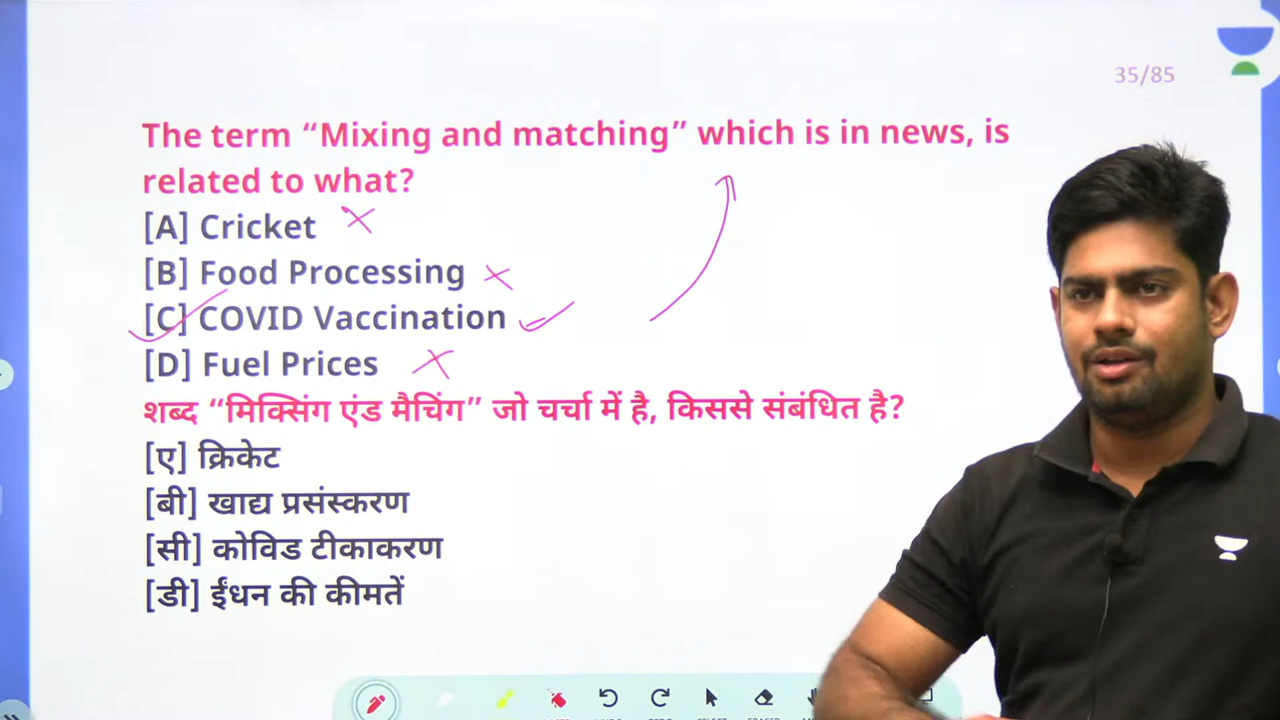 35/85
The term “Mixing and matching” which is in news, is
related to what?
[A] Cricket
[B] Food Processing
[C] COVID Vaccination
[D] Fuel Prices
शब्द “मिक्सिंग एंड मैचिंग” जो चर्चा में है, किससे संबंधित है?
[ए] क्रिकेट
[बी] खाद्य प्रसंस्करण
[सी] कोविड टीकाकरण
[डी] ईंधन की कीमतें